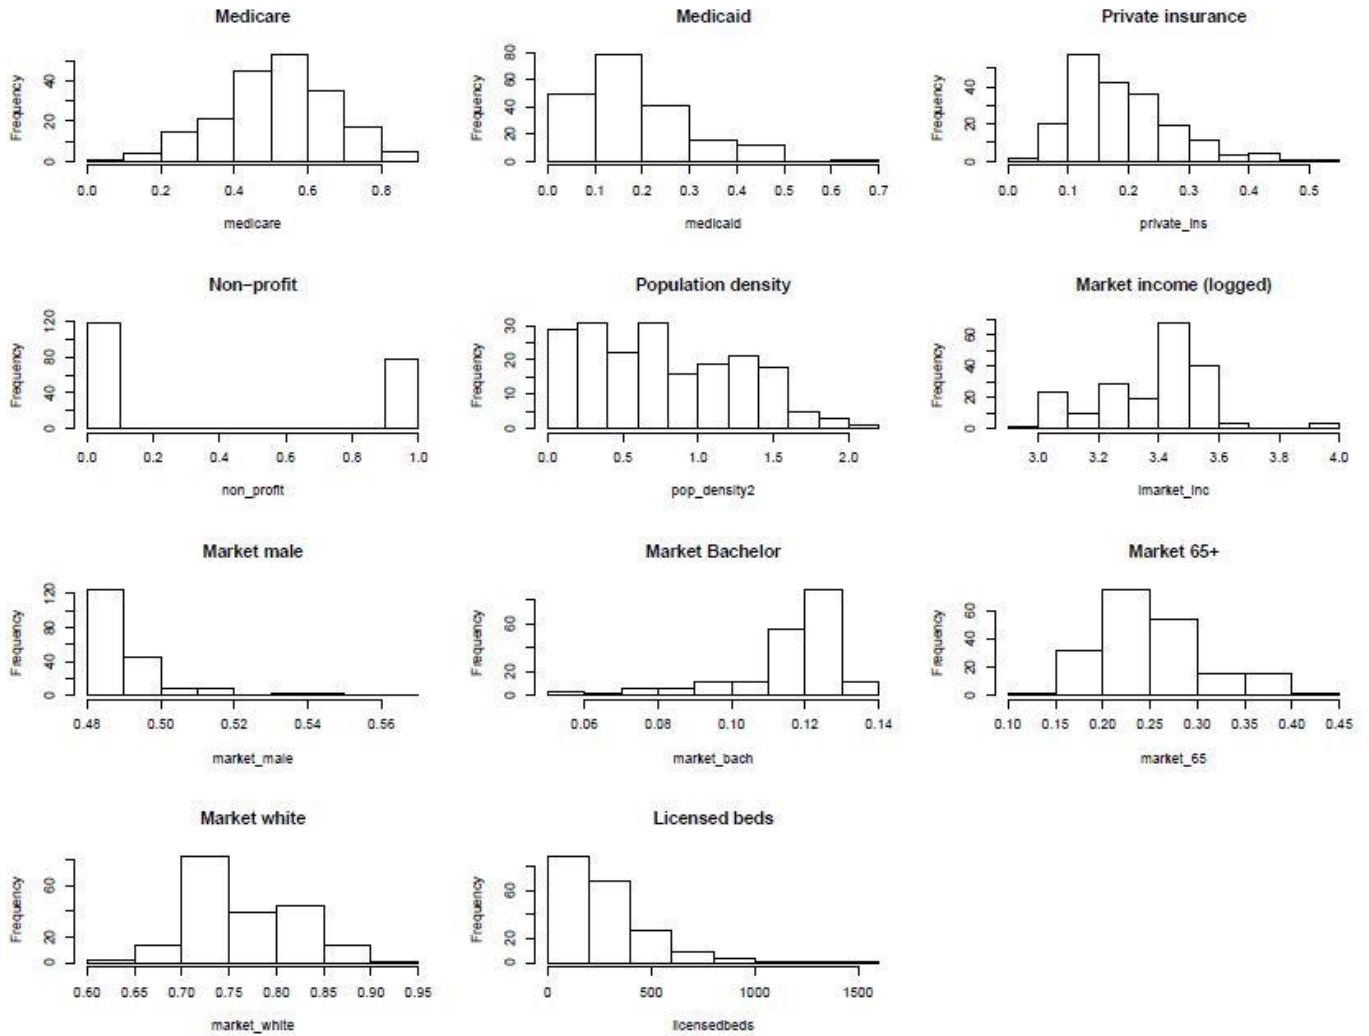 Medicare
Medicaid
Private insurance
Frequency
0 20 40
0.0 0.2 0.4 0.6 0.8
medicare
Frequency
0 20 40 60 80
0.0 0.1 0.2 0.3 0.4 0.5 0.6 0.7
medicaid
Frequency
0 20 40
0.0 0.1 0.2 0.3 0.4 0.5
private_ins
Non−profit
Population density
Market income (logged)
Frequency
0 40 80 120
0.0 0.2 0.4 0.6 0.8 1.0
non_profit
Frequency
0 10 20 30
0.0 0.5 1.0 1.5 2.0
pop_density2
Frequency
0 20 40 60
3.0 3.2 3.4 3.6 3.8 4.0
lmarket_inc
Market male
Market Bachelor
Market 65+
Frequency
0 40 80 120
0.48 0.50 0.52 0.54 0.56
market_male
Frequency
0 20 60
0.06 0.08 0.10 0.12 0.14
market_bach
Frequency
0 20 40 60
0.10 0.15 0.20 0.25 0.30 0.35 0.40 0.45
market_65
Market white
Licensed beds
Frequency
0 20 60
0.60 0.65 0.70 0.75 0.80 0.85 0.90 0.95
market_white
Frequency
0 20 60
0 500 1000 1500
licensedbeds